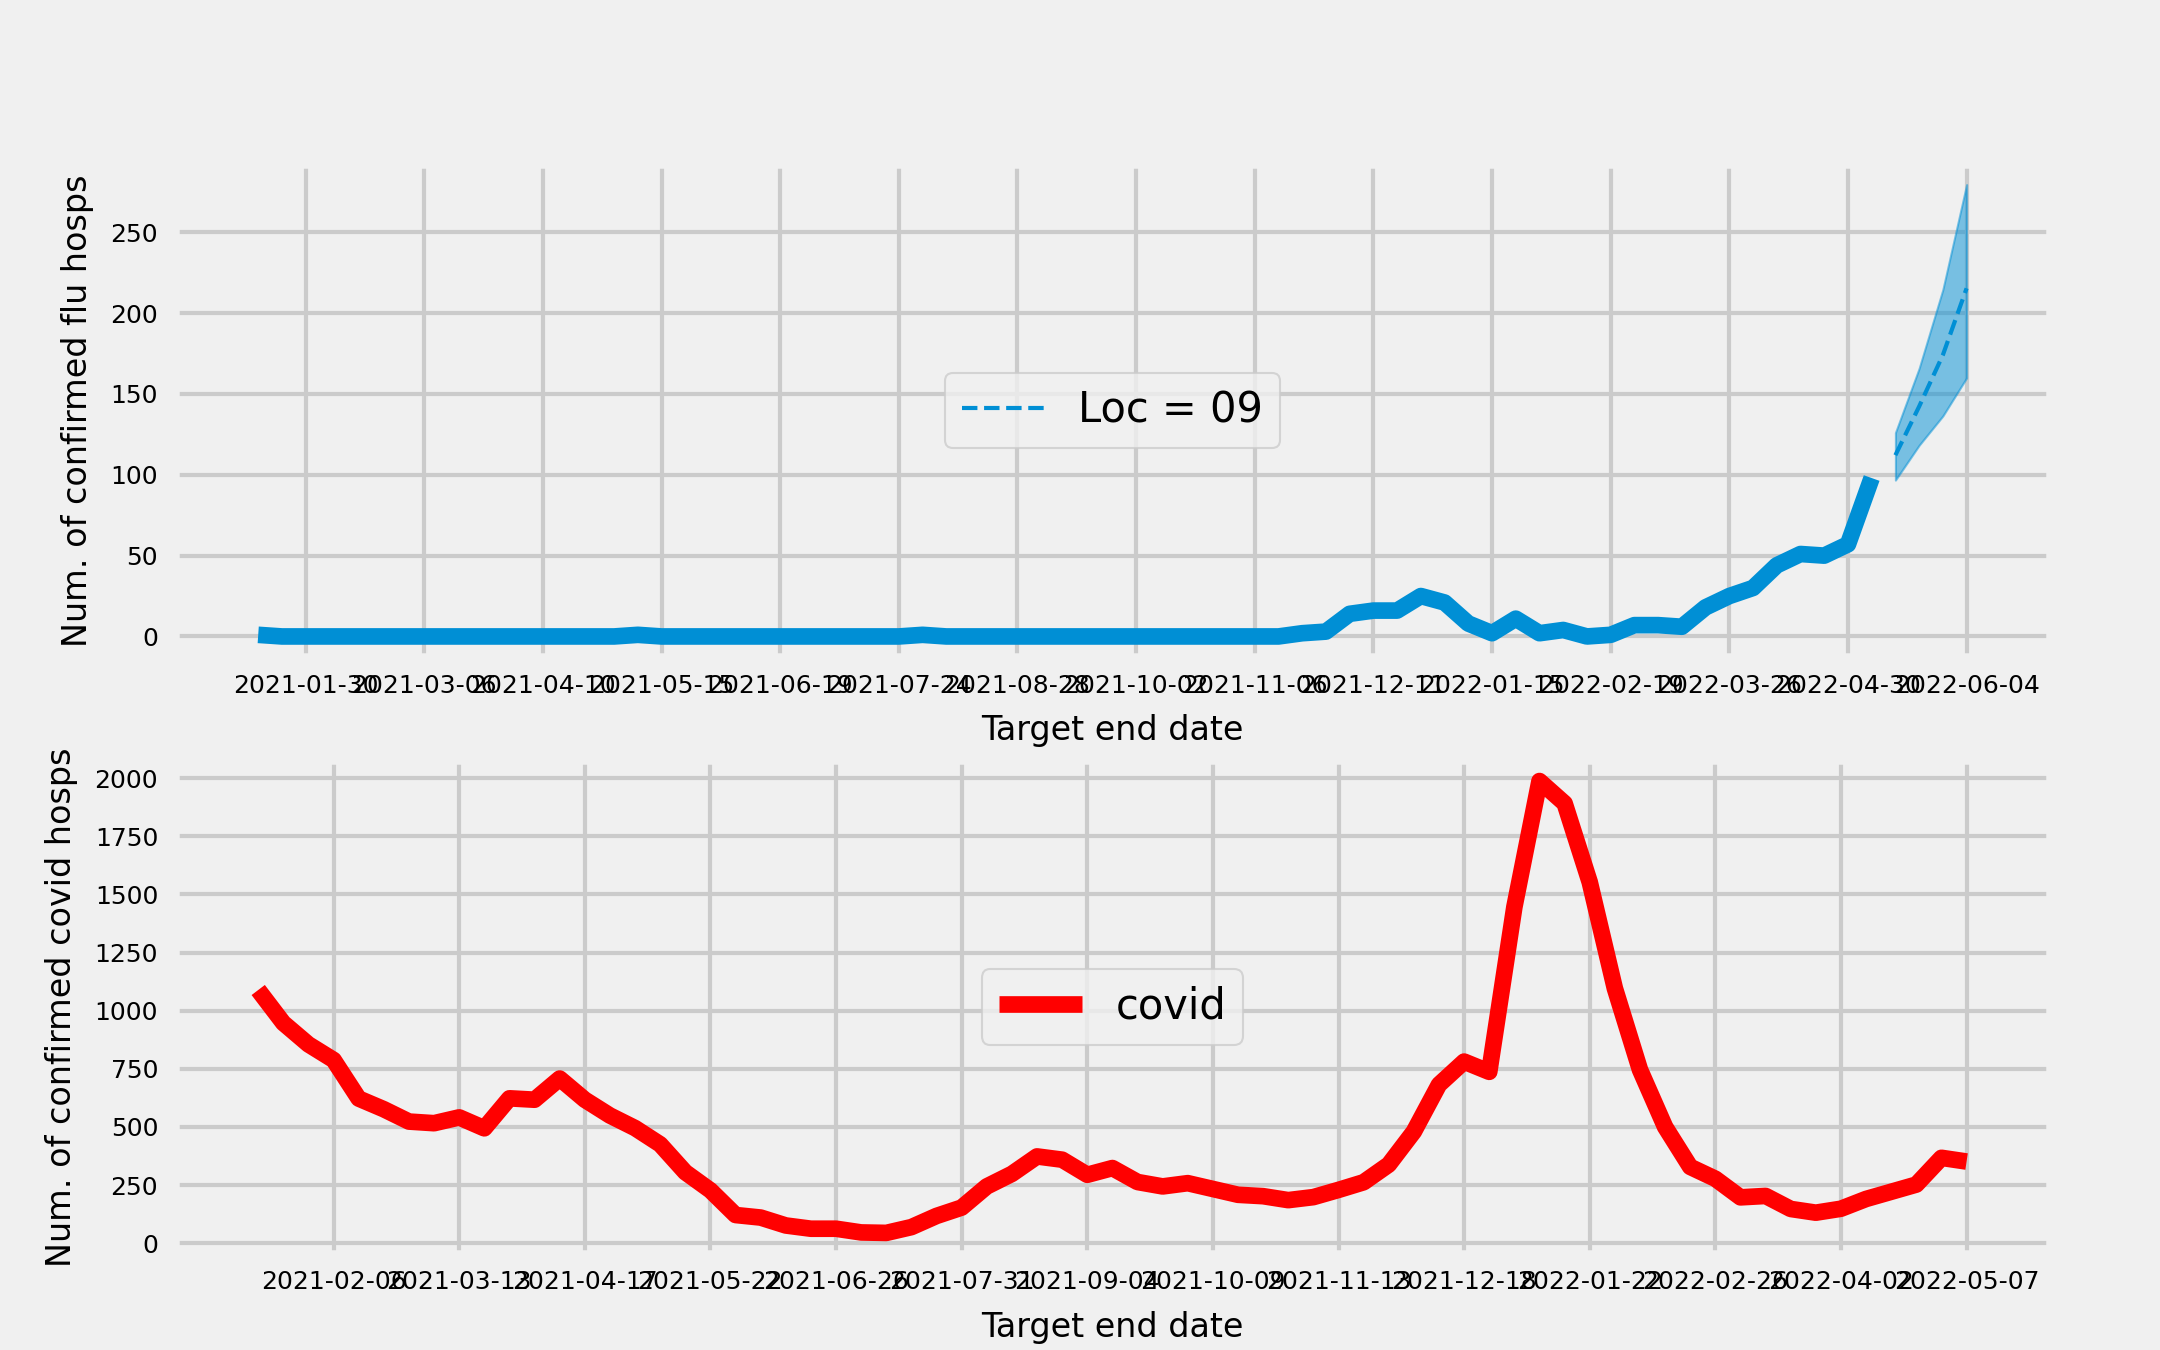 Num. of confirmed flu hosps
250
200
150
100
50
0
Loc = 09
2021-01-30 2021-03-06 2021-04-10 2021-05-15 2021-06-19 2021-07-24 2021-08-28 2021-10-02 2021-11-06 2021-12-11 2022-01-15 2022-02-19 2022-03-26 2022-04-30 2022-06-04
Target end date
Num. of confirmed covid hosps
2000
1750
1500
1250
1000
750
500
250
0
covid
2021-02-06 2021-03-13 2021-04-17 2021-05-22 2021-06-26 2021-07-31 2021-09-04 2021-10-09 2021-11-13 2021-12-18 2022-01-22 2022-02-26 2022-04-02 2022-05-07
Target end date